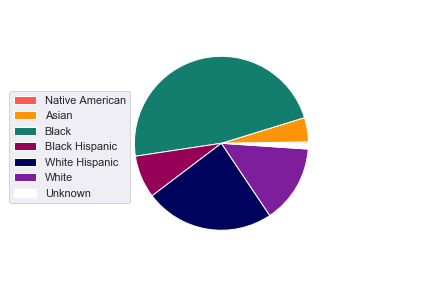 Native American
Asian
Black
Black Hispanic
White Hispanic
White
Unknown